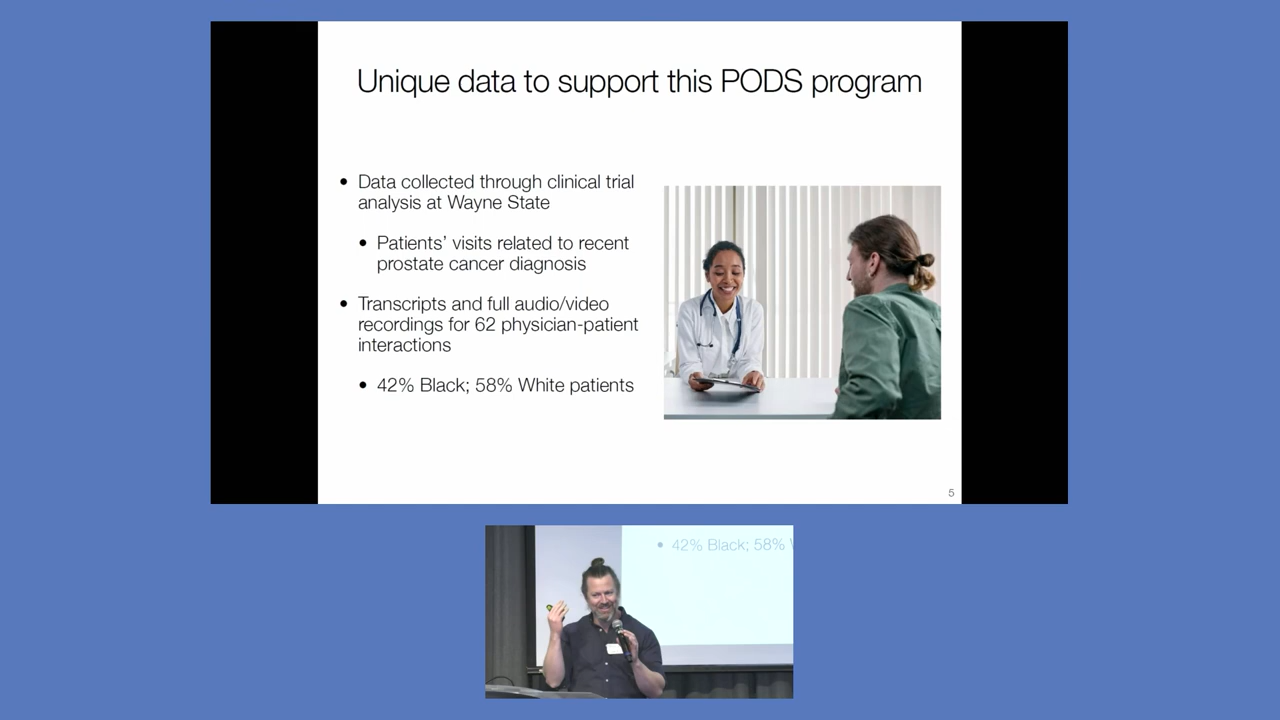 Unique data to support this PODS program
• Data collected through clinical trial
analysis at Wayne State
• Patients’ visits related to recent
prostate cancer diagnosis
• Transcripts and full audio/video
recordings for 62 physician-patient
interactions
• 42% Black; 58% White patients
5
• 42% Black; 58%